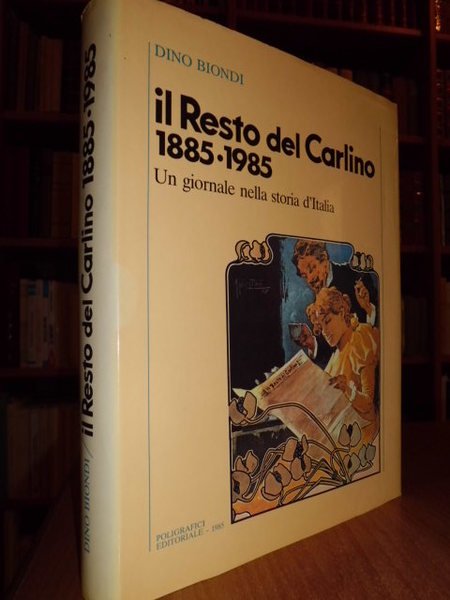 DINO BIONDI
il Resto del Carlino
1885·1985
Un giornale nella storia d'Italia
POLIGRAFICI
EDITORIALE - 1985
DINO BIONDI / il Resto del Carlino 1885·1985